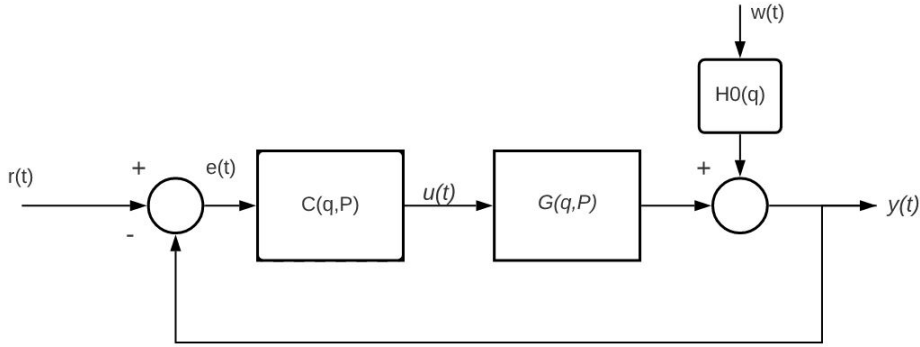 w(t)
H0(q)
+
r(t)
e(t)
C(q,P)
u(t)
G(q,P)
+
y(t)
-